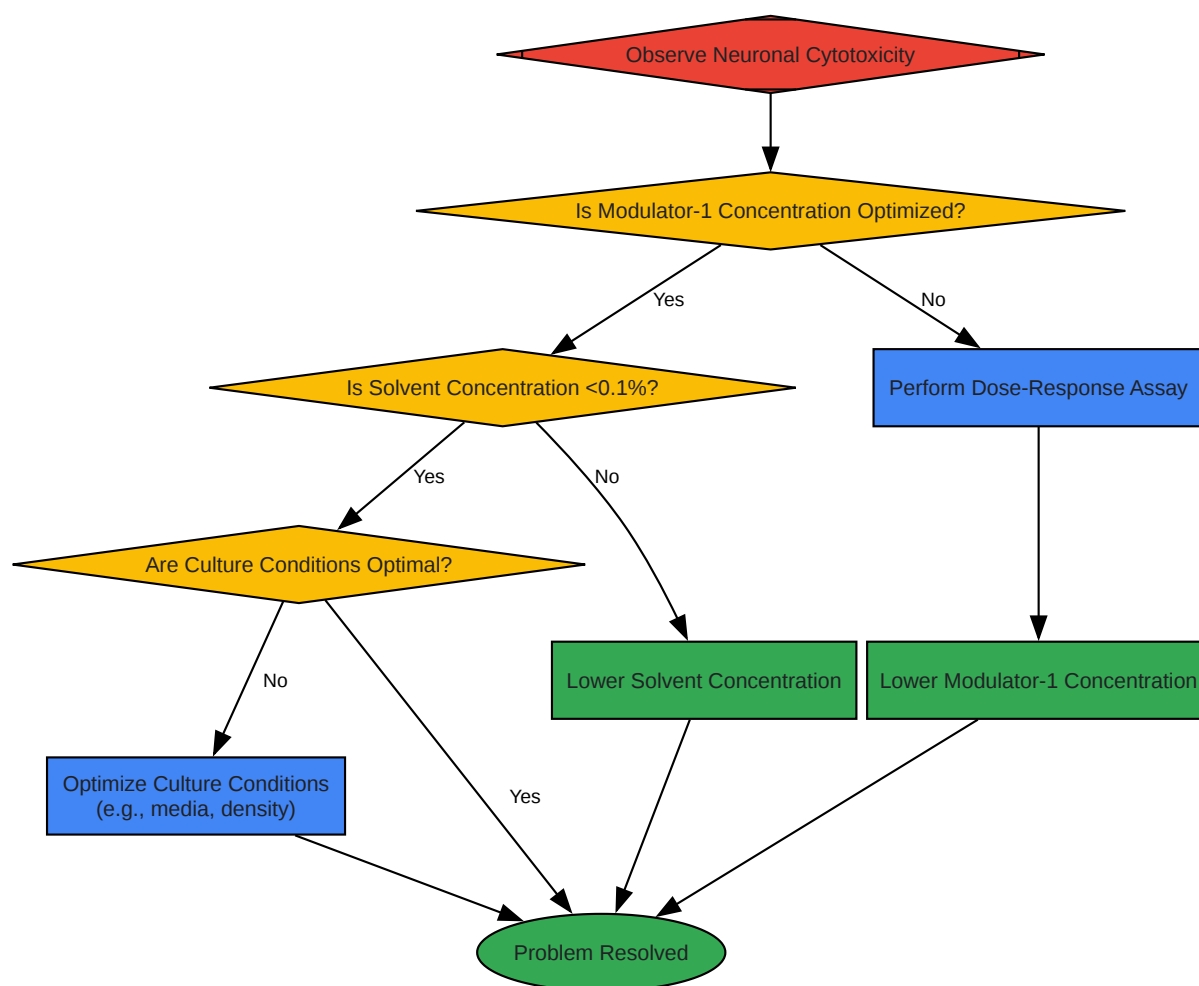 Observe Neuronal Cytotoxicity
Is Modulator-1 Concentration Optimized?
Yes
No
Is Solvent Concentration <0.1%?
Perform Dose-Response Assay
Yes
No
Are Culture Conditions Optimal?
No
Lower Solvent Concentration
Lower Modulator-1 Concentration
Optimize Culture Conditions
(e.g., media, density)
Yes
Problem Resolved